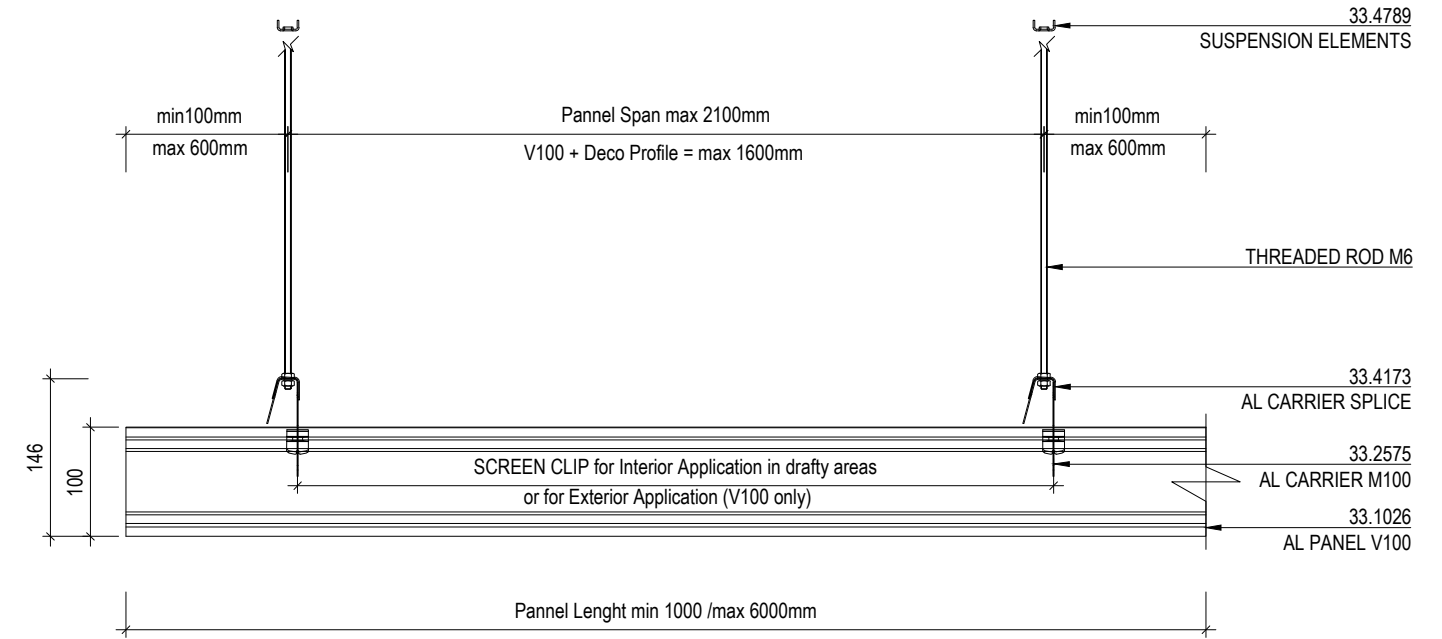 33.4789
SUSPENSION ELEMENTS
min100mm
max 600mm
Pannel Span max 2100mm
V100 + Deco Profile = max 1600mm
min100mm
max 600mm
THREADED ROD M6
33.4173
AL CARRIER SPLICE
146
100
33.2575
AL CARRIER M100
SCREEN CLIP for Interior Application in drafty areas
or for Exterior Application (V100 only)
33.1026
AL PANEL V100
Pannel Lenght min 1000 /max 6000mm